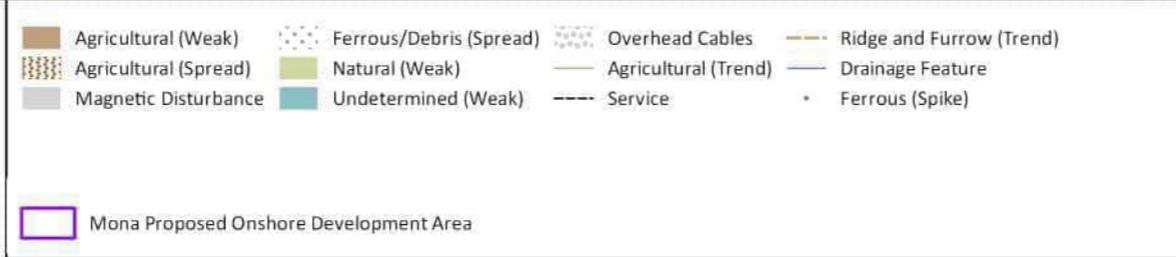 Agricultural (Weak) Ferrous/Debris (Spread) Overhead Cables Ridge and Furrow (Trend)
Agricultural (Spread) Natural (Weak) Agricultural (Trend) Drainage Feature
Magnetic Disturbance Undetermined (Weak) Service Ferrous (Spike)
Mona Proposed Onshore Development Area